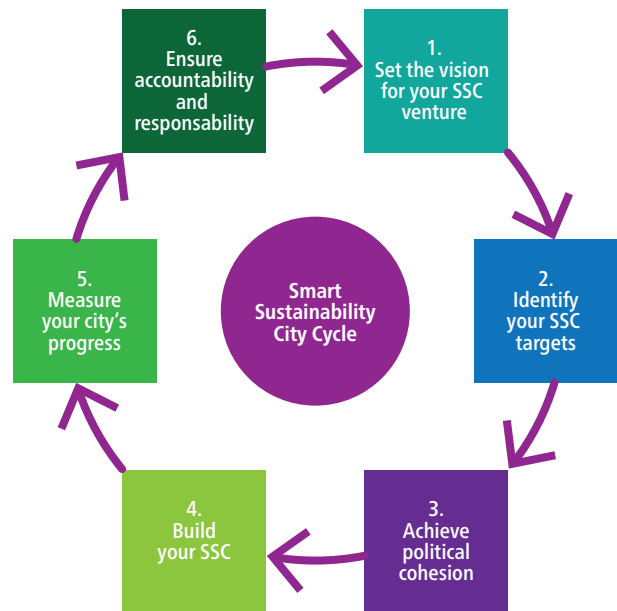 1.
Set the vision
for your SSC
venture
2.
Identify
your SSC
targets
3.
Achieve
political
cohesion
4.
Build
your SSC
5.
Measure
your city's
progress
6.
Ensure
accountability
and
responsability
Smart
Sustainability
City Cycle